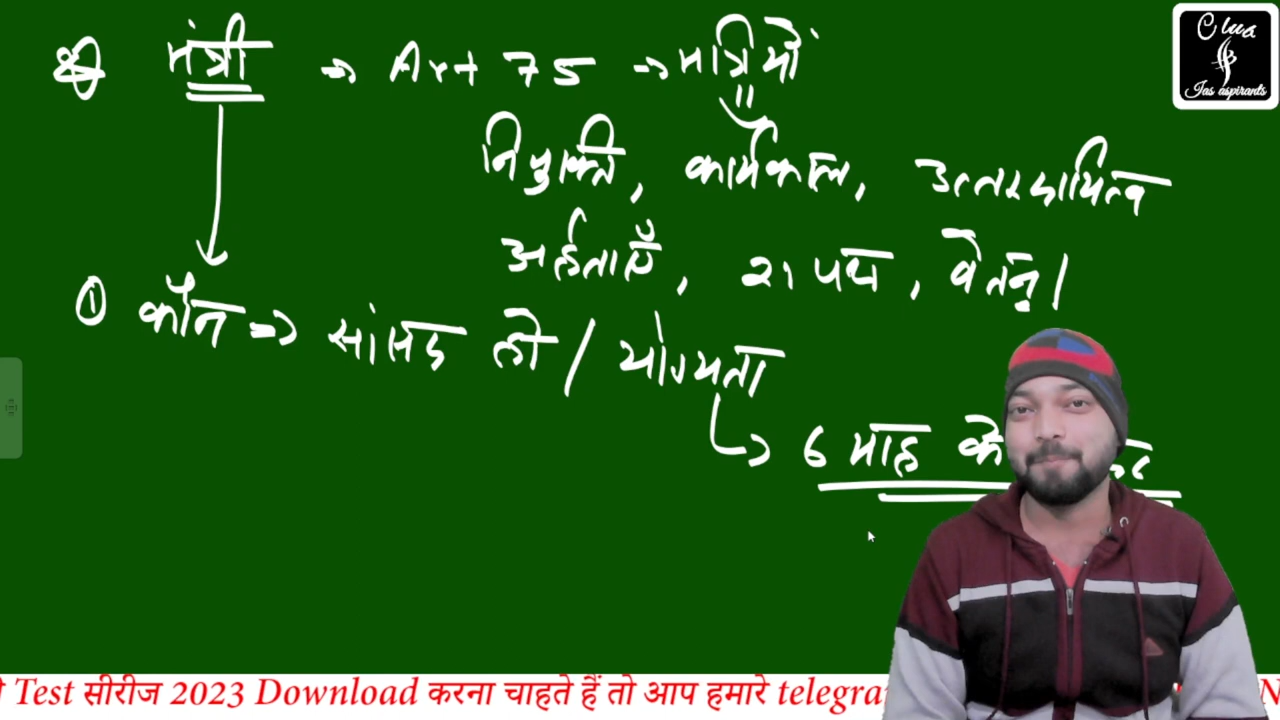 मंत्री → Art 75 → मंत्रियों
नियुक्ति, कार्यकाल, उत्तरदायित्व
अर्हताएँ, शपथ, वेतन।
① कौन ⇒ सांसद हो / योग्यता
6 माह के
Clua
Ias aspirants
Test सीरीज 2023 Download करना चाहते हैं तो आप हमारे telegra